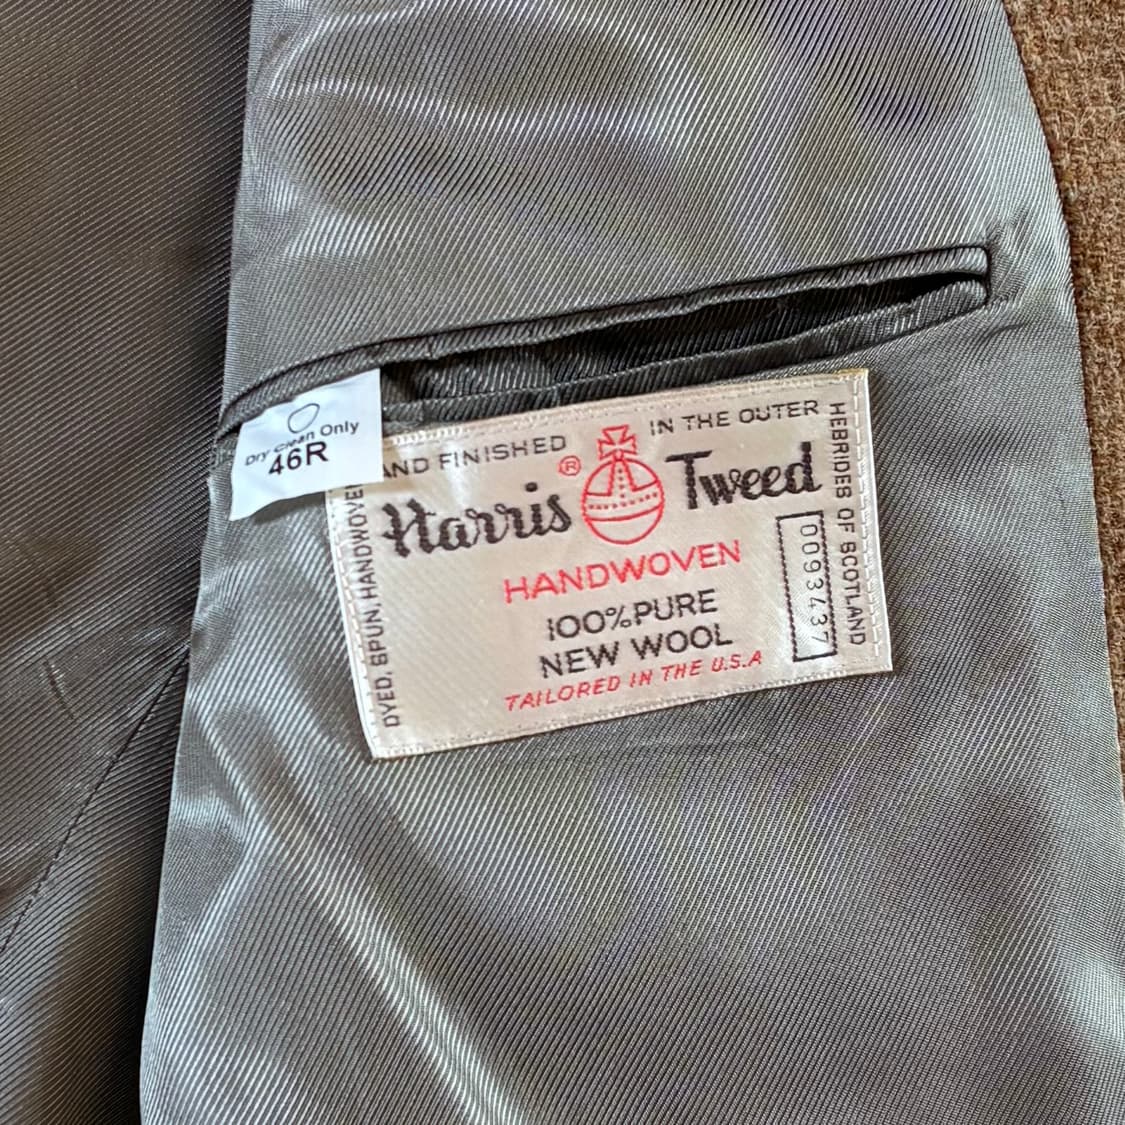 Dry Clean Only
46R
DYED, SPUN, HANDWOVEN
AND FINISHED
IN THE OUTER
HEBRIDES OF SCOTLAND
Harris ® Tweed
HANDWOVEN
100% PURE
NEW WOOL
TAILORED IN THE U.S.A
0093437